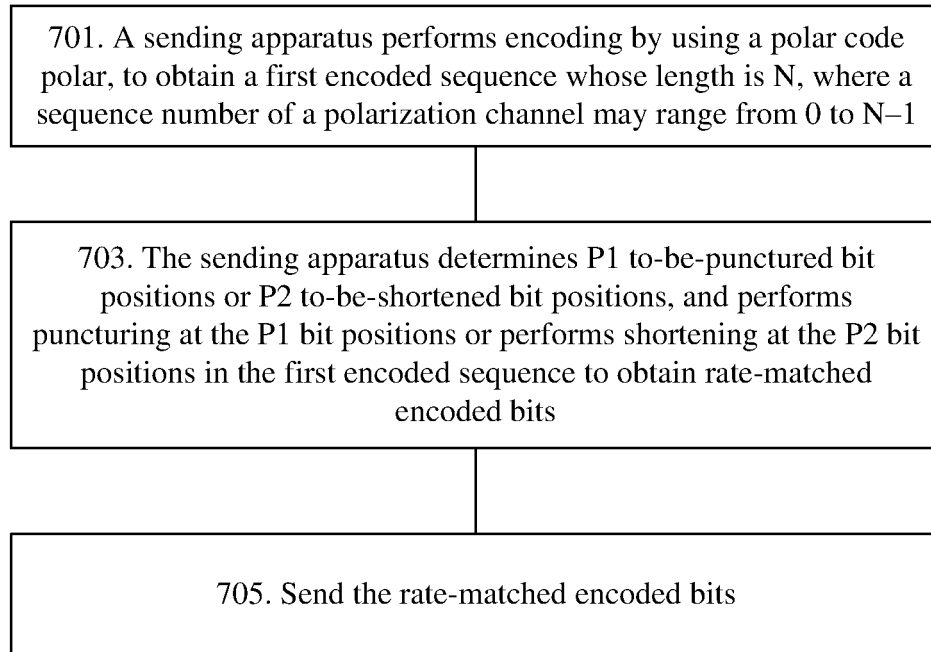 701. A sending apparatus performs encoding by using a polar code
polar, to obtain a first encoded sequence whose length is N, where a
sequence number of a polarization channel may range from 0 to N–1
703. The sending apparatus determines P1 to-be-punctured bit
positions or P2 to-be-shortened bit positions, and performs
puncturing at the P1 bit positions or performs shortening at the P2 bit
positions in the first encoded sequence to obtain rate-matched
encoded bits
705. Send the rate-matched encoded bits